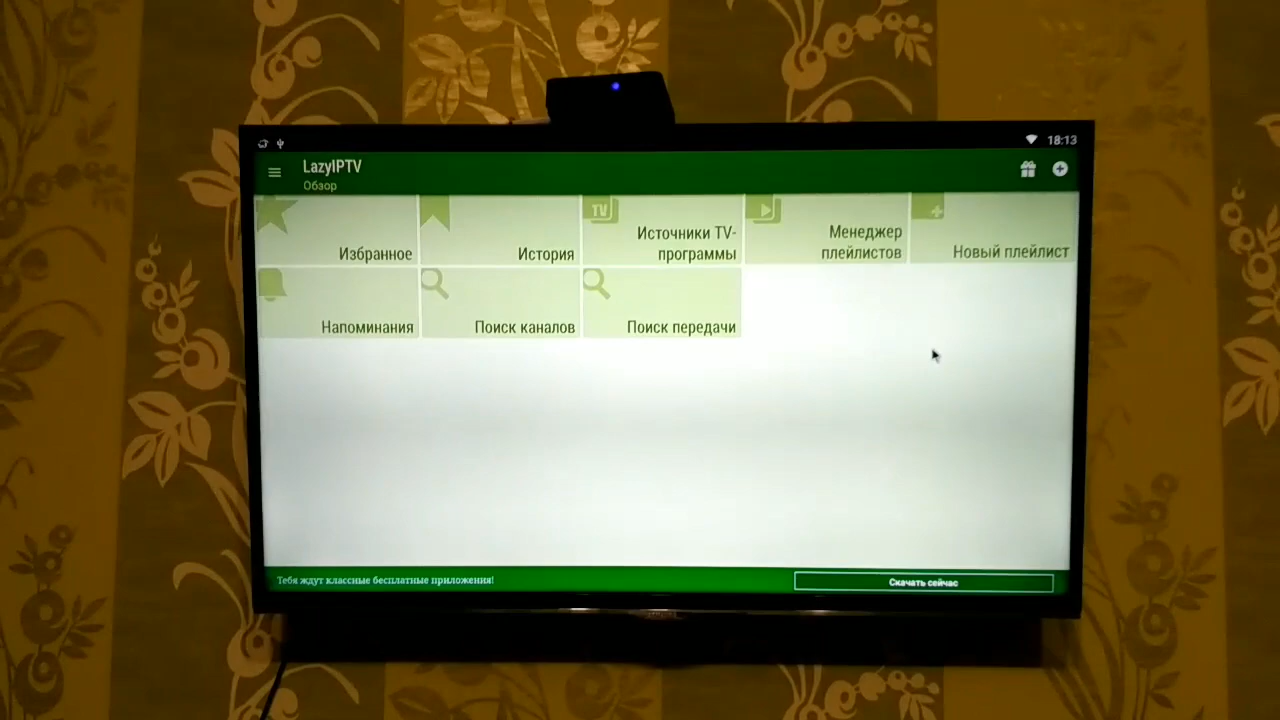 18:13
LazyIPTV
Обзор
Избранное
История
TV
Источники TV-
программы
Менеджер
плейлистов
Новый плейлист
Напоминания
Поиск каналов
Поиск передачи
Тебя ждут классные бесплатные приложения!
Скачать сейчас